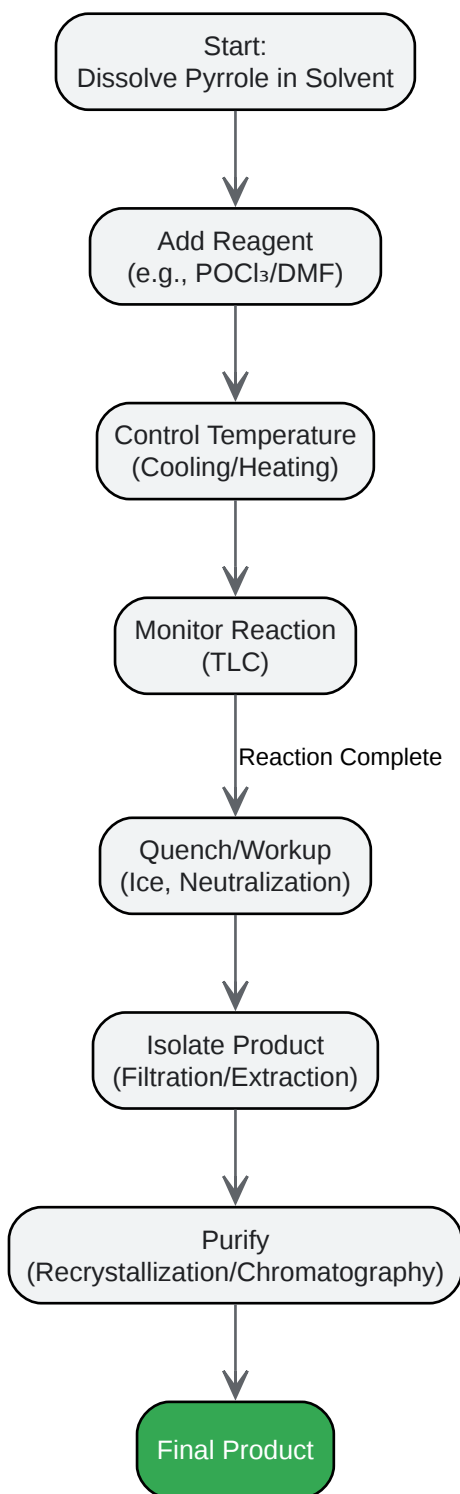 Start:
Dissolve Pyrrole in Solvent
Add Reagent
(e.g., POCl₃/DMF)
Control Temperature
(Cooling/Heating)
Monitor Reaction
(TLC)
Reaction Complete
Quench/Workup
(Ice, Neutralization)
Isolate Product
(Filtration/Extraction)
Purify
(Recrystallization/Chromatography)
Final Product